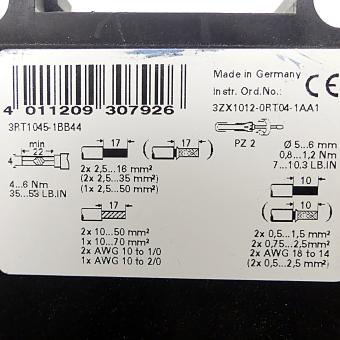 Made in Germany
Instr. Ord.No.:
CE
4 011209 307926
3ZX1012-0RT04-1AA1
3RT1045-1BB44
min
22
4
17
17
PZ 2
Ø 5...6 mm
0,8...1,2 Nm
7...10.3 LB.IN
4...6 Nm
35...53 LB.IN
2x 2,5...16 mm²
(2x 2,5...35 mm²)
(1x 2,5...50 mm²)
10
17
10
2x 10...50 mm²
1x 10...70 mm²
2x AWG 10 to 1/0
1x AWG 10 to 2/0
2x 0,5...1,5 mm²
2x 0,75...2,5mm²
2x AWG 18 to 14
(2x 0,5...2,5 mm²)